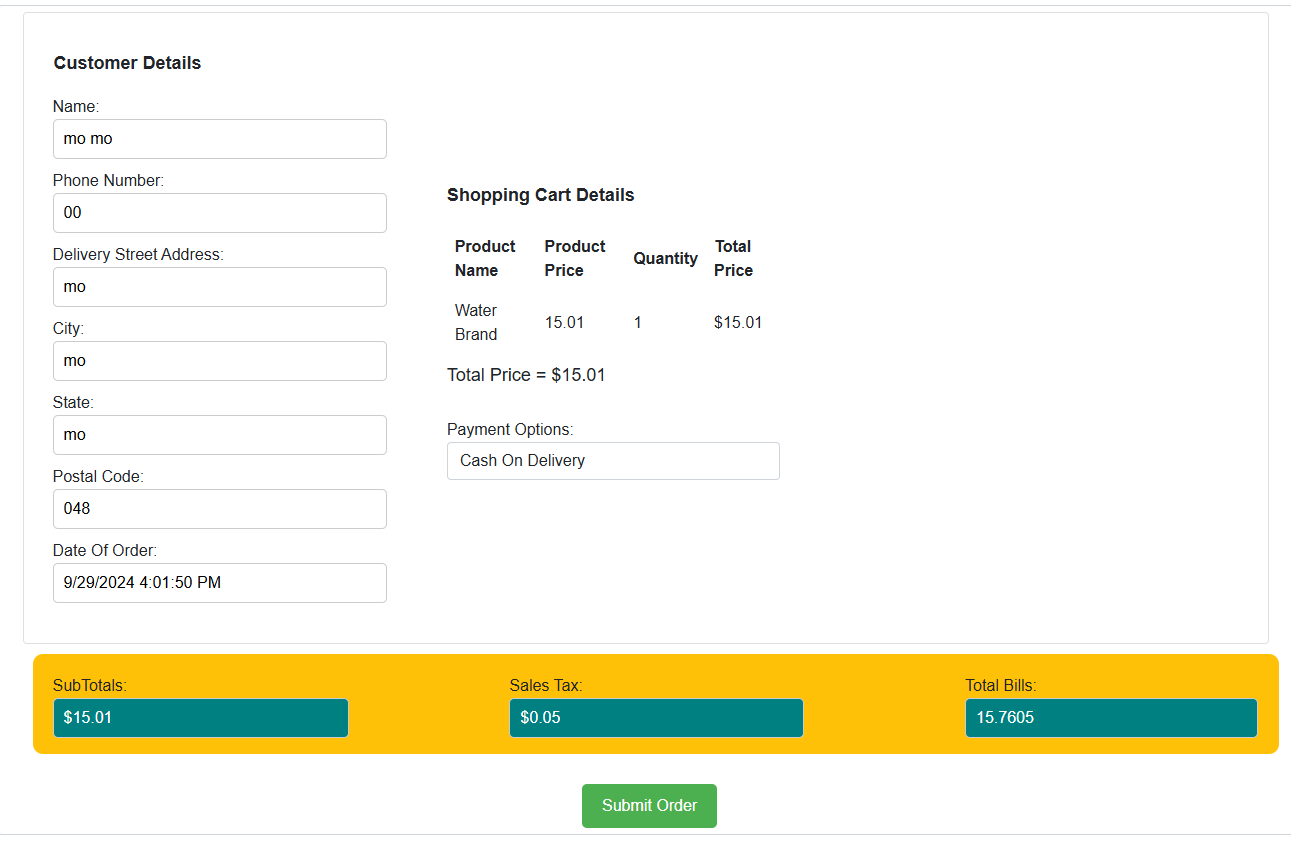 Customer Details
Name:
mo mo
Phone Number:
00
Delivery Street Address:
mo
City:
mo
State:
mo
Postal Code:
048
Date Of Order:
9/29/2024 4:01:50 PM
Shopping Cart Details
Product Name Product Price Quantity Total Price
Water Brand 15.01 1 $15.01
Total Price = $15.01
Payment Options:
Cash On Delivery
SubTotals: Sales Tax: Total Bills:
$15.01 $0.05 15.7605
Submit Order